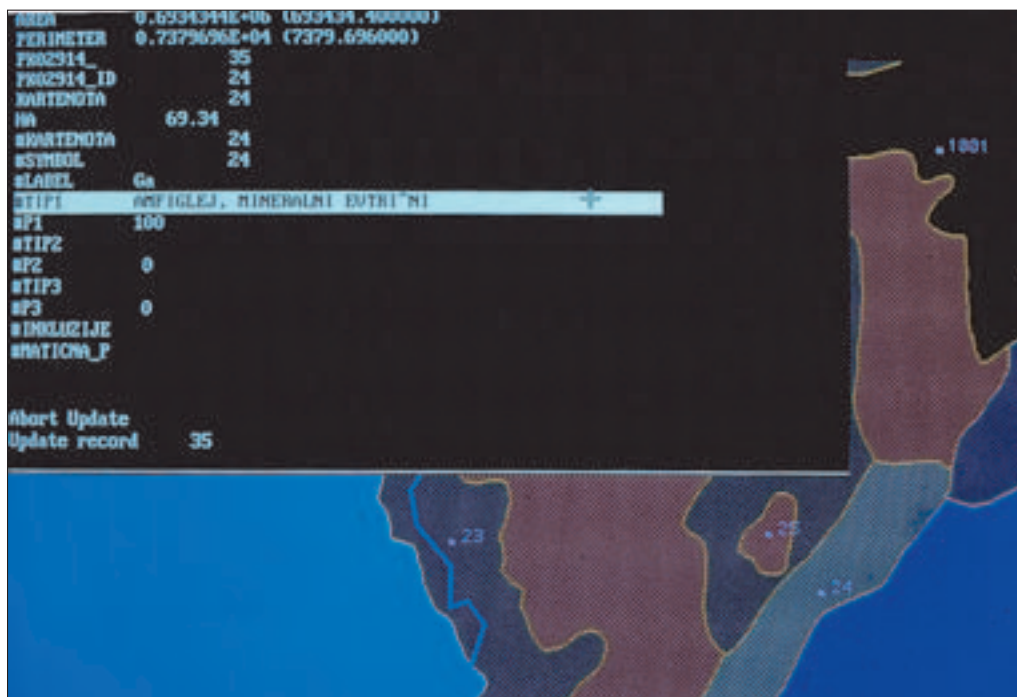 AREA 0.6934344E+06 (693434.400000)
PERIMETER 0.7379696E+04 (7379.696000)
PK02914_ 35
PK02914_ID 24
KARTENOTA 24
HA 69.34
#KARTENOTA 24
#SYMBOL 24
#LABEL Ga
#TIP1 AMFIGLEJ, MINERALNI EVTRI^NI
#P1 100
#TIP2
#P2 0
#TIP3
#P3 0
#INKLUZIJE
#MATICNA_P
Abort Update
Update record 35
1001
23
25
24